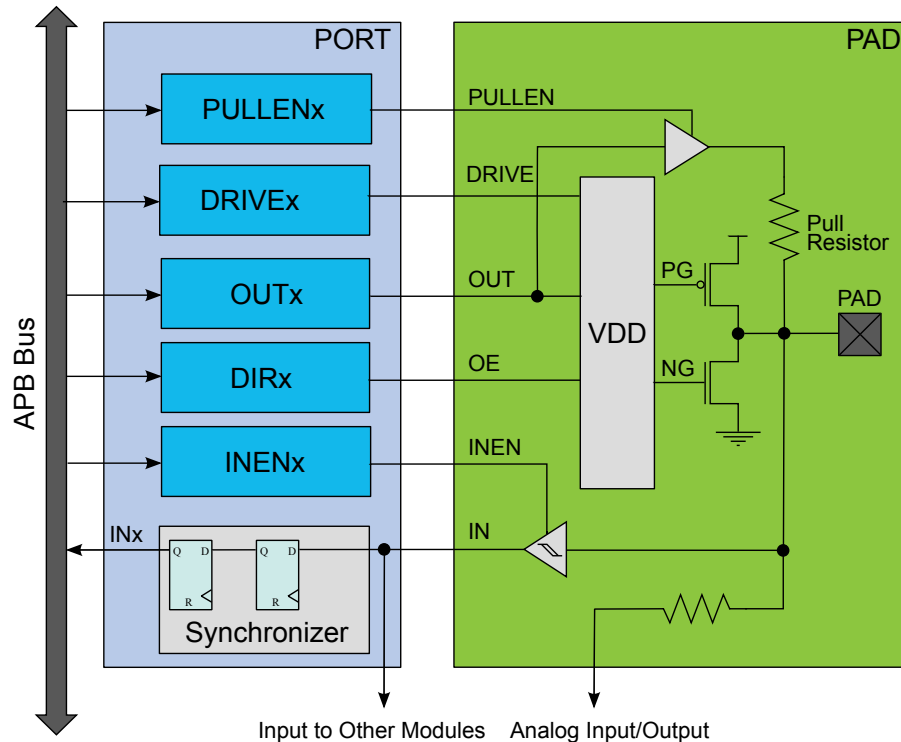 PORT
PAD
PULLENx
PULLEN
DRIVEx
DRIVE
Pull
Resistor
OUTx
OUT
PG
PAD
VDD
APB Bus
DIRx
OE
NG
INENx
INEN
INx
Q
D
Q
D
IN
R
R
Synchronizer
Input to Other Modules
Analog Input/Output